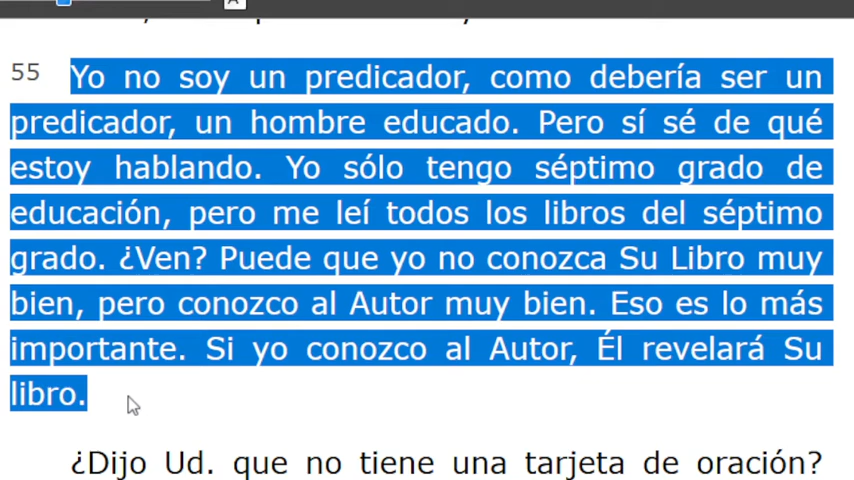 55 Yo no soy un predicador, como debería ser un
predicador, un hombre educado. Pero sí sé de qué
estoy hablando. Yo sólo tengo séptimo grado de
educación, pero me leí todos los libros del séptimo
grado. ¿Ven? Puede que yo no conozca Su Libro muy
bien, pero conozco al Autor muy bien. Eso es lo más
importante. Si yo conozco al Autor, Él revelará Su
libro.
¿Dijo Ud. que no tiene una tarjeta de oración?